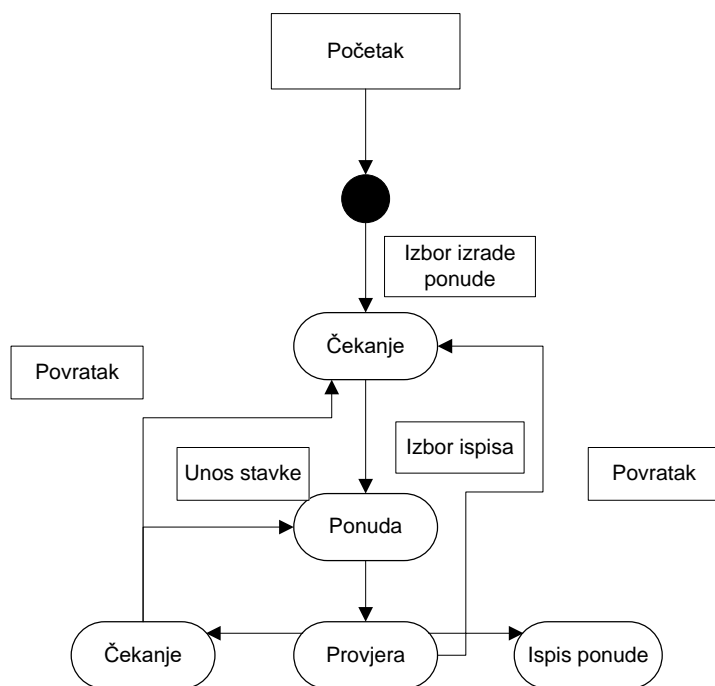 Početak
Izbor izrade
ponude
Čekanje
Povratak
Izbor ispisa
Unos stavke
Povratak
Ponuda
Čekanje
Provjera
Ispis ponude